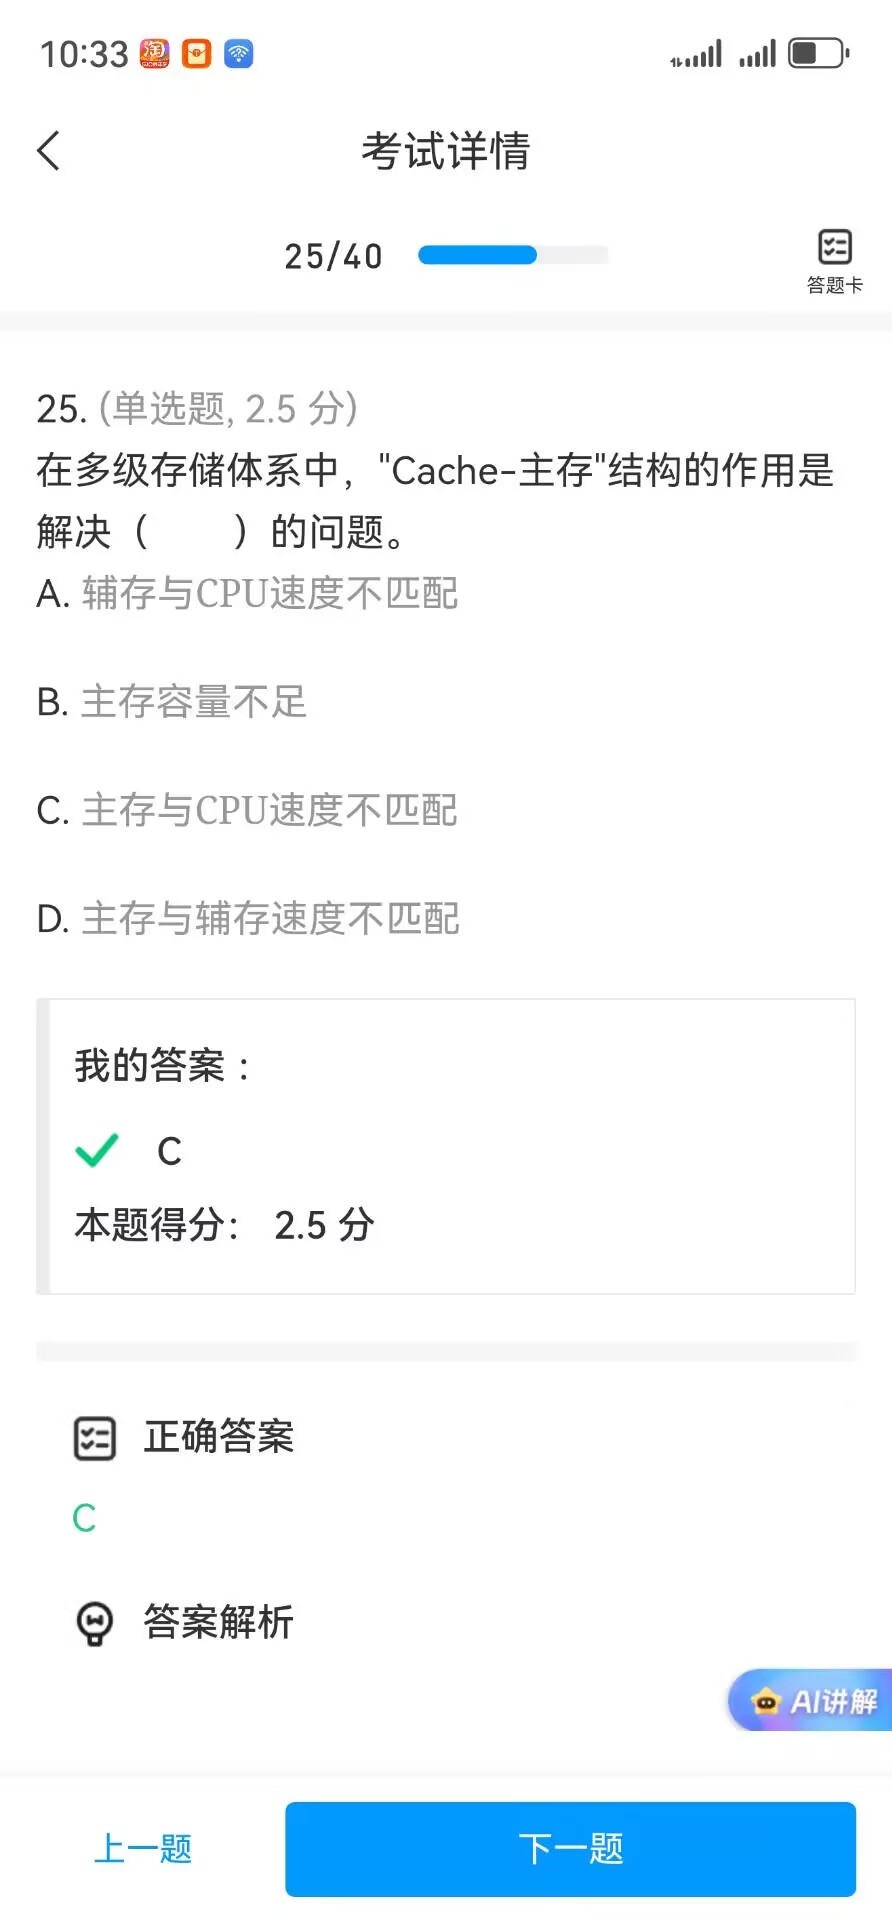 10:33
考试详情
25/40
答题卡
25. (单选题, 2.5 分)
在多级存储体系中，"Cache-主存"结构的作用是
解决（　　）的问题。
A. 辅存与CPU速度不匹配
B. 主存容量不足
C. 主存与CPU速度不匹配
D. 主存与辅存速度不匹配
我的答案：
C
本题得分： 2.5 分
正确答案
C
答案解析
AI讲解
上一题
下一题